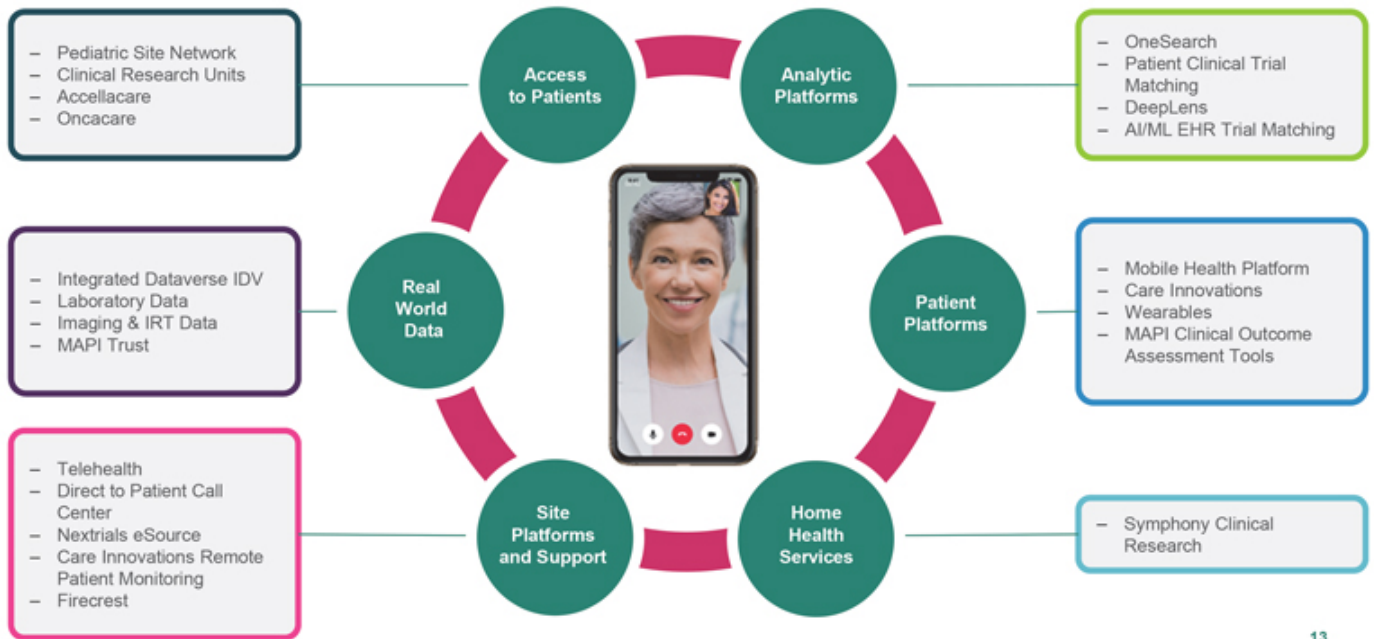 – Pediatric Site Network
– Clinical Research Units
– Accellacare
– Oncacare
Access
to Patients
Analytic
Platforms
– OneSearch
– Patient Clinical Trial
Matching
– DeepLens
– AI/ML EHR Trial Matching
– Integrated Dataverse IDV
– Laboratory Data
– Imaging & IRT Data
– MAPI Trust
Real
World
Data
Patient
Platforms
– Mobile Health Platform
– Care Innovations
– Wearables
– MAPI Clinical Outcome
Assessment Tools
– Telehealth
– Direct to Patient Call
Center
– Nextrials eSource
– Care Innovations Remote
Patient Monitoring
– Firecrest
Site
Platforms
and Support
Home
Health
Services
– Symphony Clinical
Research
13